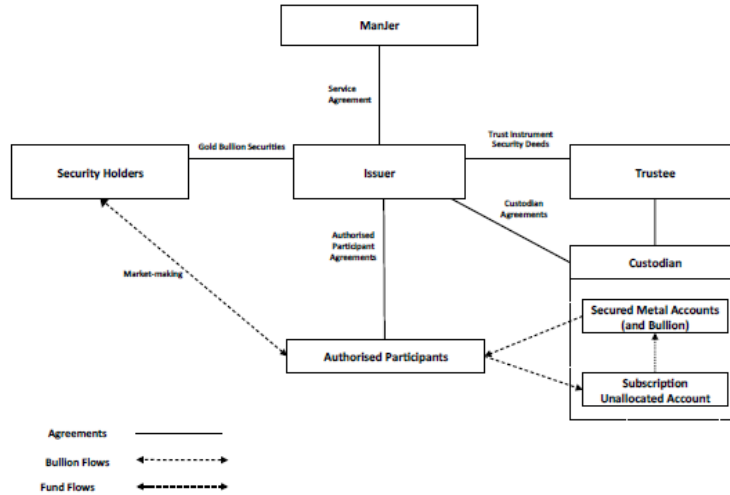 ManJer
Service
Agreement
Gold Bullion Securities
Trust Instrument
Security Deeds
Security Holders
Issuer
Trustee
Custodian
Agreements
Authorised
Participant
Agreements
Market-making
Custodian
Secured Metal Accounts
(and Bullion)
Authorised Participants
Subscription
Unallocated Account
Agreements
Bullion Flows
Fund Flows